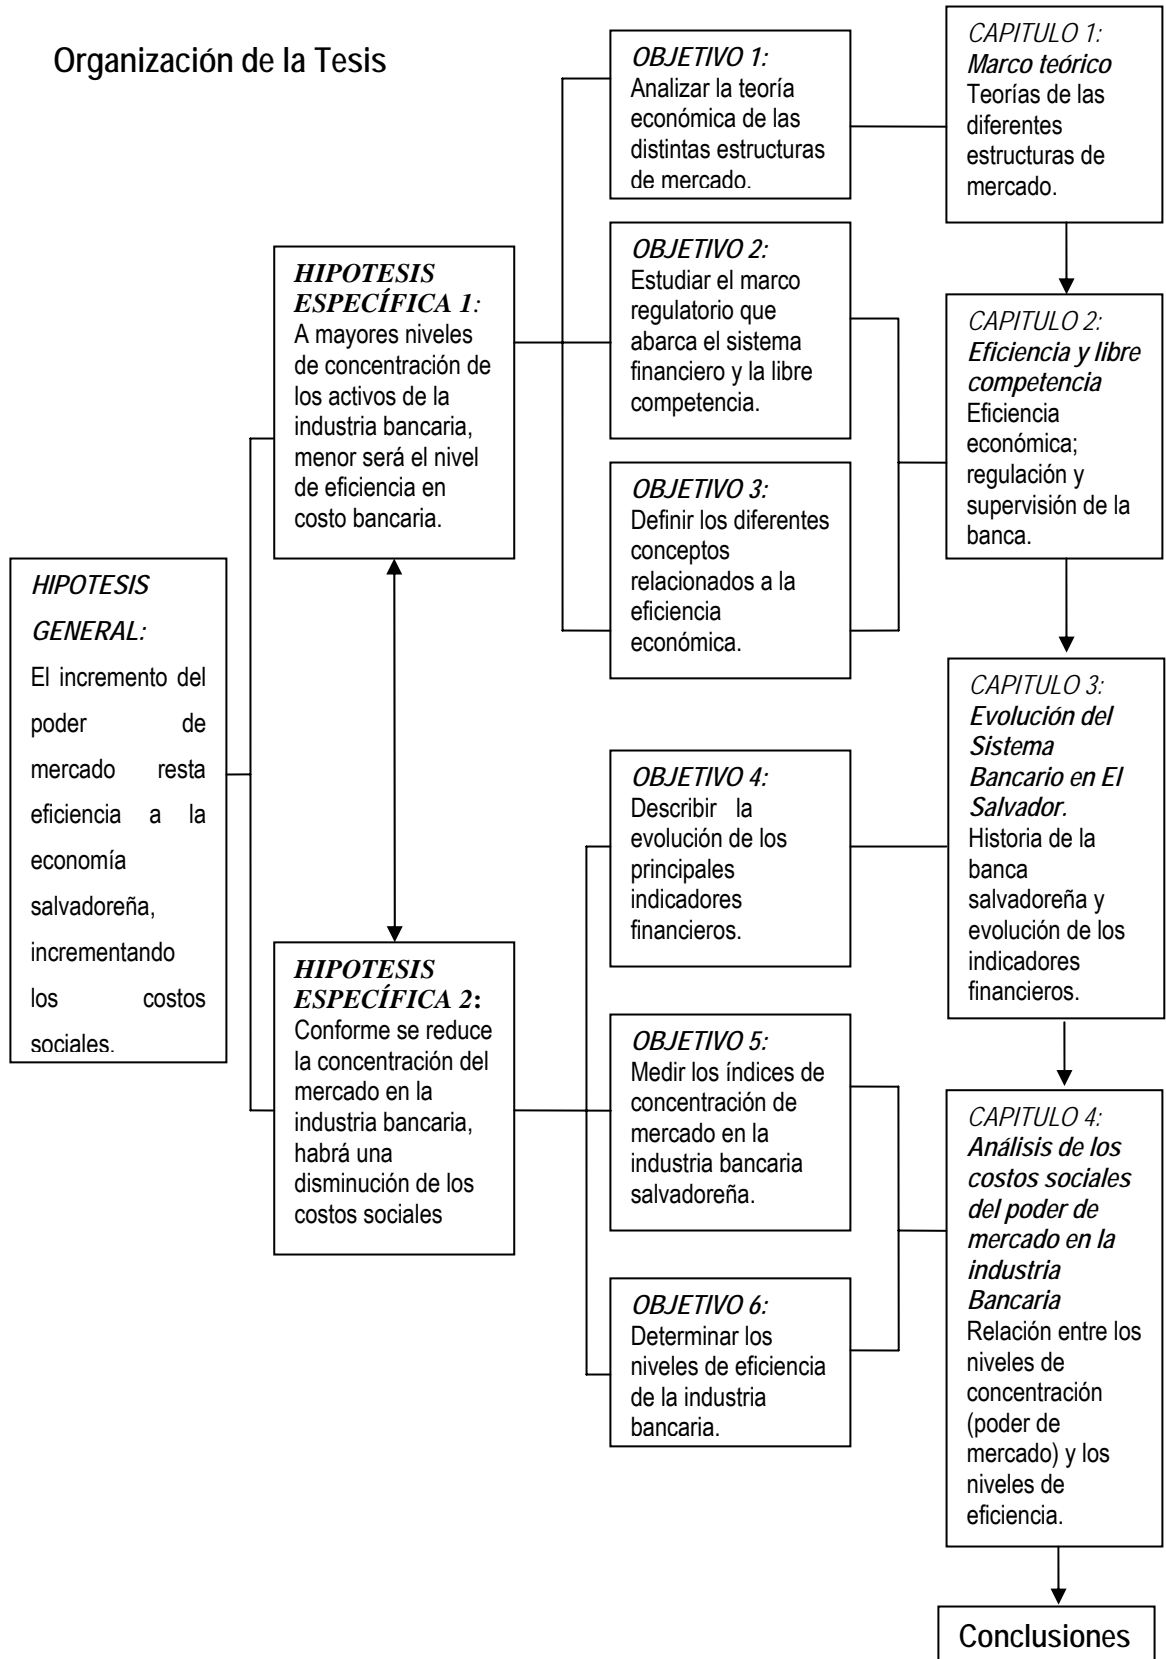 Organización de la Tesis
HIPOTESIS
GENERAL:
El incremento del
poder de
mercado resta
eficiencia a la
economía
salvadoreña,
incrementando
los costos
sociales.
HIPOTESIS
ESPECÍFICA 1:
A mayores niveles
de concentración de
los activos de la
industria bancaria,
menor será el nivel
de eficiencia en
costo bancaria.
HIPOTESIS
ESPECÍFICA 2:
Conforme se reduce
la concentración del
mercado en la
industria bancaria,
habrá una
disminución de los
costos sociales
OBJETIVO 1:
Analizar la teoría
económica de las
distintas estructuras
de mercado.
OBJETIVO 2:
Estudiar el marco
regulatorio que
abarca el sistema
financiero y la libre
competencia.
OBJETIVO 3:
Definir los diferentes
conceptos
relacionados a la
eficiencia
económica.
OBJETIVO 4:
Describir la
evolución de los
principales
indicadores
financieros.
OBJETIVO 5:
Medir los índices de
concentración de
mercado en la
industria bancaria
salvadoreña.
OBJETIVO 6:
Determinar los
niveles de eficiencia
de la industria
bancaria.
CAPITULO 1:
Marco teórico
Teorías de las
diferentes
estructuras de
mercado.
CAPITULO 2:
Eficiencia y libre
competencia
Eficiencia
económica;
regulación y
supervisión de la
banca.
CAPITULO 3:
Evolución del
Sistema
Bancario en El
Salvador.
Historia de la
banca
salvadoreña y
evolución de los
indicadores
financieros.
CAPITULO 4:
Análisis de los
costos sociales
del poder de
mercado en la
industria
Bancaria
Relación entre los
niveles de
concentración
(poder de
mercado) y los
niveles de
eficiencia.
Conclusiones